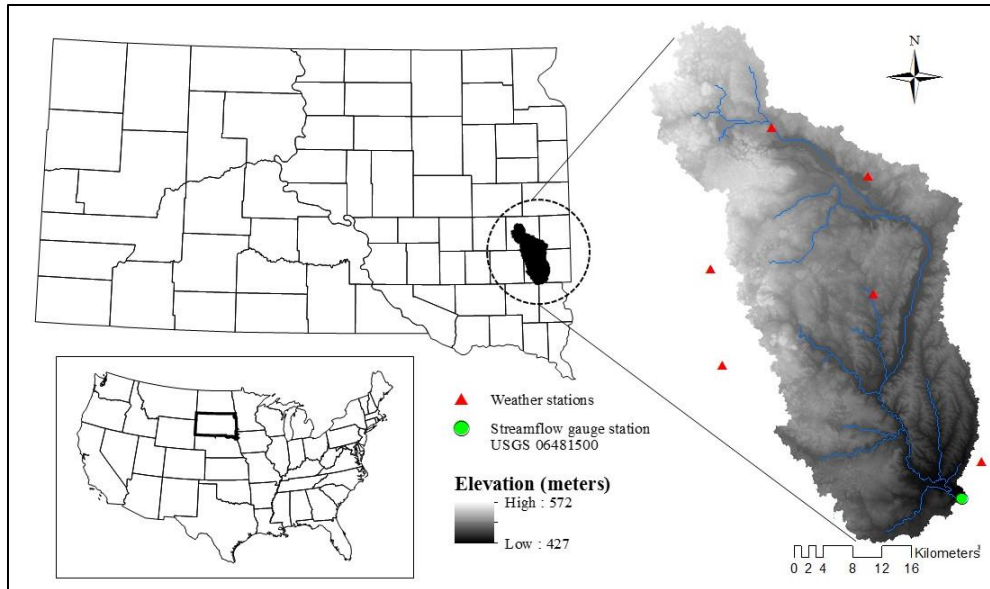 N
Weather stations
Streamflow gauge station
USGS 06481500
Elevation (meters)
High : 572
Low : 427
Kilometers
0 2 4 8 12 16